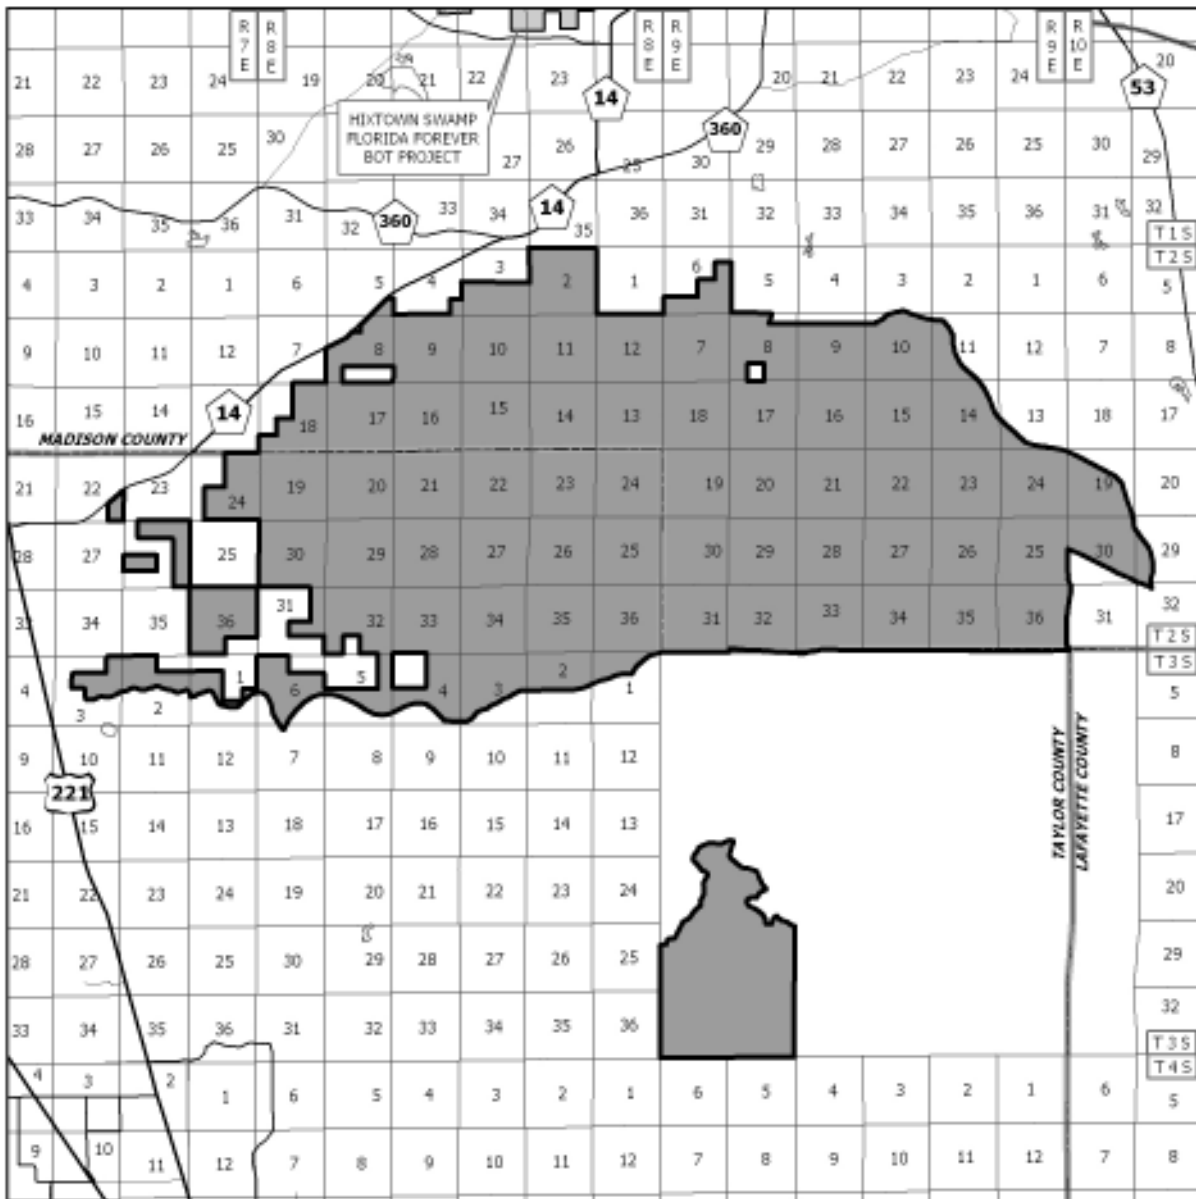 R R R R R R
7 8 8 9 9 10
E E E E E E
21 22 23 24 19 20 21 22 23 20 21 22 23 24 20
14 53
HIXTOWN SWAMP
FLORIDA FOREVER
BOT PROJECT
360
28 27 26 25 30 27 26 25 30 29 28 27 26 25 30 29
14
360
33 34 35 36 31 32 33 34 35 36 31 32 33 34 35 36 31 32
T 1 S
T 2 S
4 3 2 1 6 5 4 3 2 1 6 5 4 3 2 1 6 5
9 10 11 12 7 8 9 10 11 12 7 8 9 10 11 12 7 8
14
16 15 14 18 17 16 15 14 13 18 17 16 15 14 13 18 17
MADISON COUNTY
21 22 23 24 19 20 21 22 23 24 19 20 21 22 23 24 19 20
28 27 25 30 29 28 27 26 25 30 29 28 27 26 25 30 29
33 34 35 36 31 32 33 34 35 36 31 32 33 34 35 36 31 32
T 2 S
T 3 S
4 3 2 1 6 5 4 3 2 1 5
9 10 11 12 7 8 9 10 11 12 8
TAYLOR COUNTY
LAFAYETTE COUNTY
221
16 15 14 13 18 17 16 15 14 13 17
21 22 23 24 19 20 21 22 23 24 20
28 27 26 25 30 29 28 27 26 25 29
33 34 35 36 31 32 33 34 35 36 32
T 3 S
T 4 S
4 3 2 1 6 5 4 3 2 1 6 5 4 3 2 1 6 5
9 10 11 12 7 8 9 10 11 12 7 8 9 10 11 12 7 8